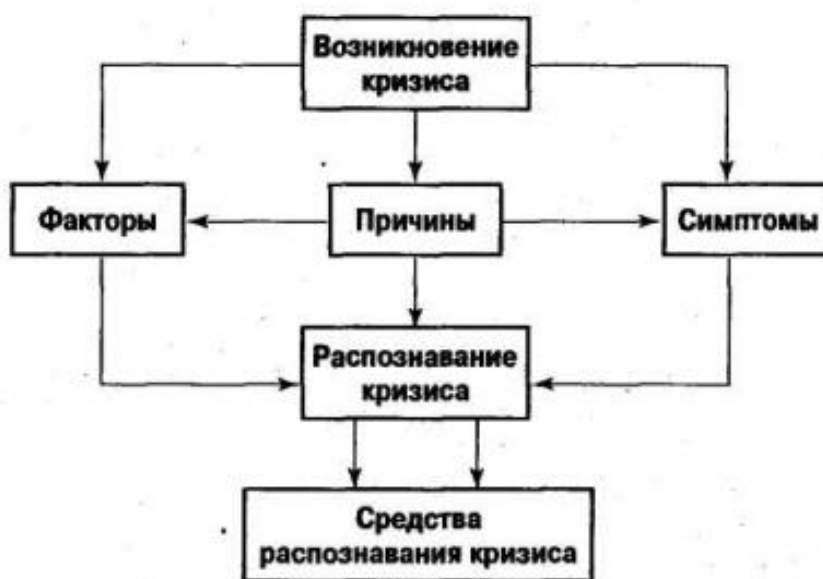 Возникновение
кризиса
Факторы
Причины
Симптомы
Распознавание
кризиса
Средства
распознавания кризиса